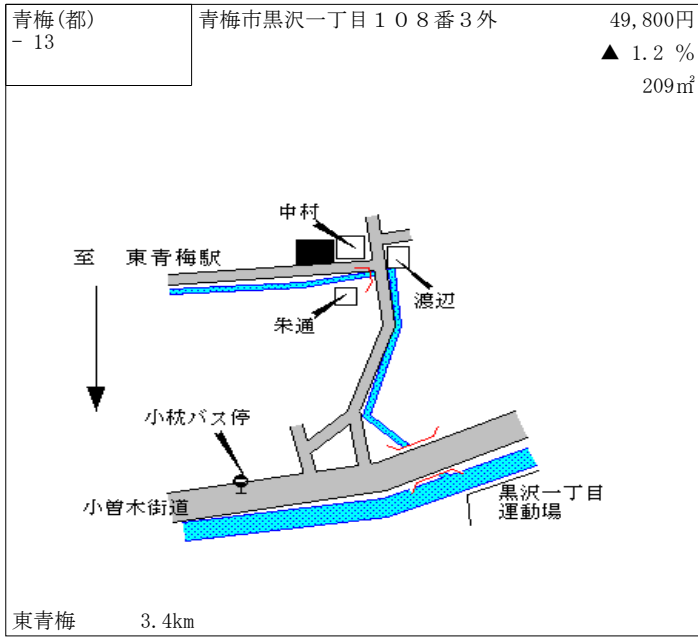 青梅(都)
- 13
青梅市黒沢一丁目１０８番３外
49,800円
▲ 1.2 %
209㎡
中村
至 東青梅駅
渡辺
朱通
小枕バス停
小曽木街道
黒沢一丁目
運動場
東青梅 3.4km